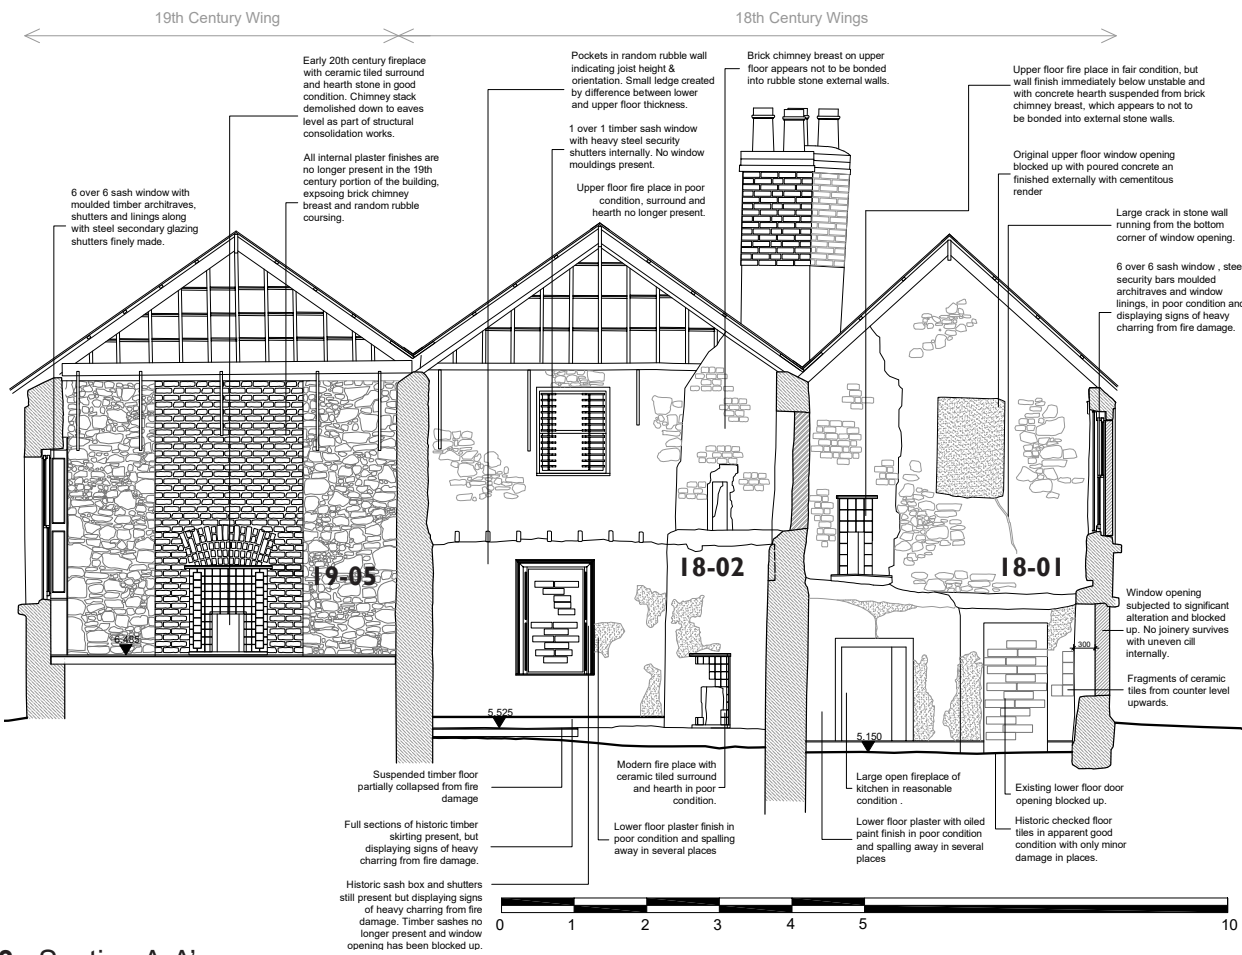 19th Century Wing
18th Century Wings
Early 20th century fireplace
with ceramic tiled surround
and hearth stone in good
condition. Chimney stack
demolished down to eaves
level as part of structural
consolidation works.
All internal plaster finishes are
no longer present in the 19th
century portion of the building,
expsoing brick chimney
breast and random rubble
coursing.
6 over 6 sash window with
moulded timber architraves,
shutters and linings along
with steel secondary glazing
shutters finely made.
Pockets in random rubble wall
indicating joist height &
orientation. Small ledge created
by difference between lower
and upper floor thickness.
1 over 1 timber sash window
with heavy steel security
shutters internally. No window
mouldings present.
Upper floor fire place in poor
condition, surround and
hearth no longer present.
Brick chimney breast on upper
floor appears not to be bonded
into rubble stone external walls.
Upper floor fire place in fair condition, but
wall finish immediately below unstable and
with concrete hearth suspended from brick
chimney breast, which appears to not to
be bonded into external stone walls.
Original upper floor window opening
blocked up with poured concrete an
finished externally with cementitous
render
Large crack in stone wall
running from the bottom
corner of window opening.
6 over 6 sash window , stee
security bars moulded
architraves and window
linings, in poor condition and
displaying signs of heavy
charring from fire damage.
19-05
18-02
18-01
6,465
5,525
5,150
300
Window opening
subjected to significant
alteration and blocked
up. No joinery survives
with uneven cill
internally.
Fragments of ceramic
tiles from counter level
upwards.
Suspended timber floor
partially collapsed from fire
damage
Full sections of historic timber
skirting present, but
displaying signs of heavy
charring from fire damage.
Historic sash box and shutters
still present but displaying signs
of heavy charring from fire
damage. Timber sashes no
longer present and window
opening has been blocked up.
Modern fire place with
ceramic tiled surround
and hearth in poor
condition.
Lower floor plaster finish in
poor condition and spalling
away in several places
Large open fireplace of
kitchen in reasonable
condition .
Lower floor plaster with oiled
paint finish in poor condition
and spalling away in several
places
Existing lower floor door
opening blocked up.
Historic checked floor
tiles in apparent good
condition with only minor
damage in places.
0 1 2 3 4 5 10